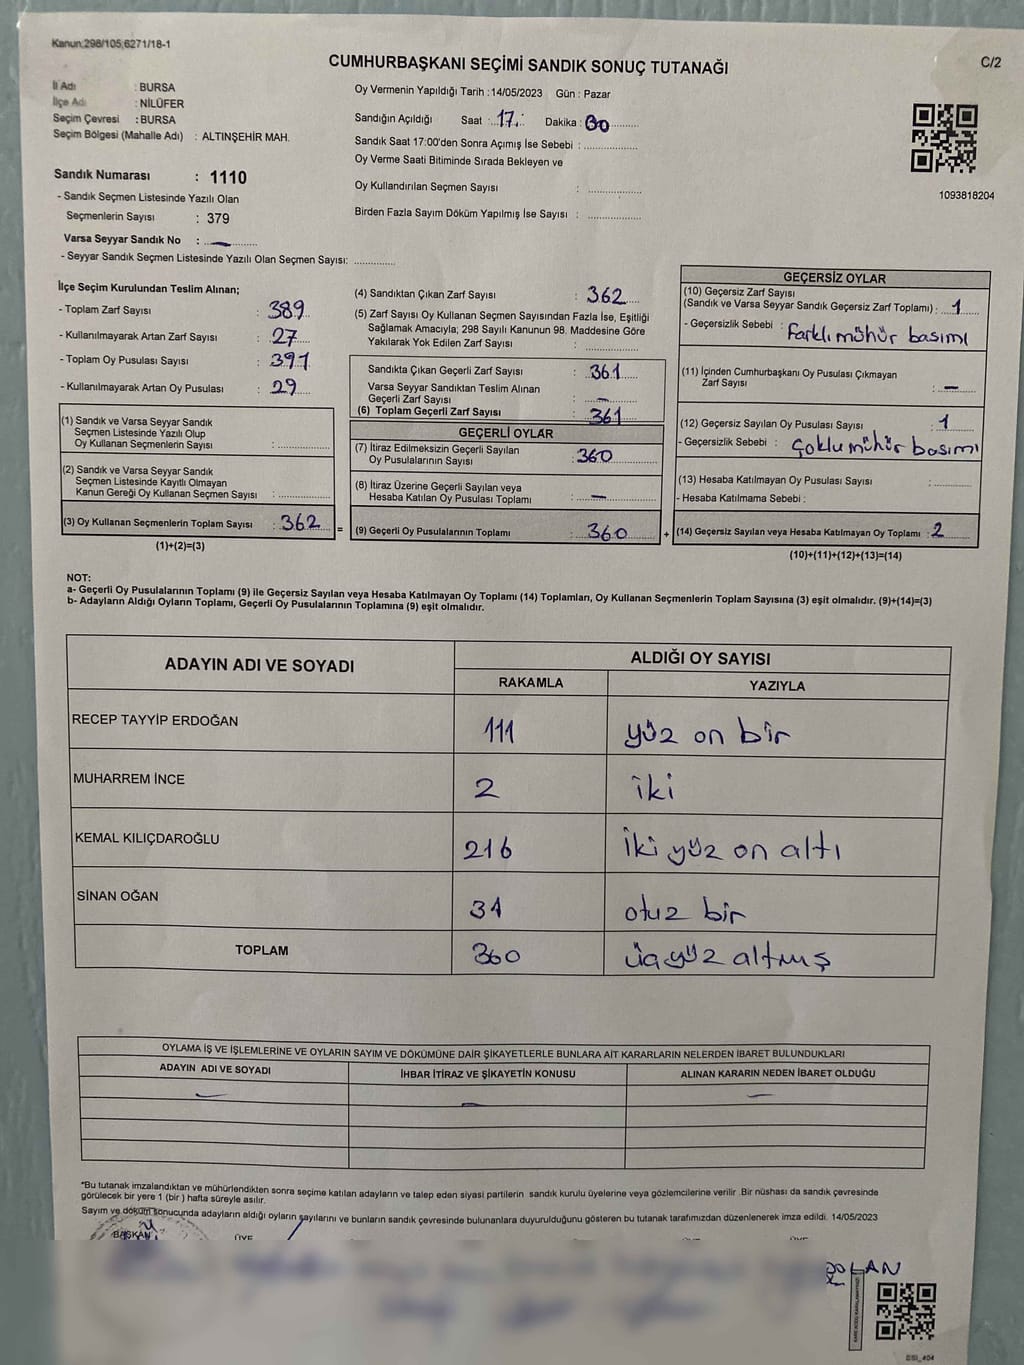 Kanun;298/105;6271/18-1
CUMHURBAŞKANI SEÇİMİ SANDIK SONUÇ TUTANAĞI
C/2
İl Adı : BURSA
İlçe Adı : NİLÜFER
Seçim Çevresi : BURSA
Seçim Bölgesi (Mahalle Adı) : ALTINŞEHİR MAH.
Sandık Numarası : 1110
- Sandık Seçmen Listesinde Yazılı Olan
Seçmenlerin Sayısı : 379
Varsa Seyyar Sandık No : —
- Seyyar Sandık Seçmen Listesinde Yazılı Olan Seçmen Sayısı: ..............
Oy Vermenin Yapıldığı Tarih : 14/05/2023 Gün : Pazar
Sandığın Açıldığı Saat : 17. Dakika : 00
Sandık Saat 17:00'den Sonra Açımış İse Sebebi : ..................
Oy Verme Saati Bitiminde Sırada Bekleyen ve
Oy Kullandırılan Seçmen Sayısı : ..................
Birden Fazla Sayım Döküm Yapılmış İse Sayısı : ..................
1093818204
İlçe Seçim Kurulundan Teslim Alınan;
- Toplam Zarf Sayısı : 389
- Kullanılmayarak Artan Zarf Sayısı : 27
- Toplam Oy Pusulası Sayısı : 391
- Kullanılmayarak Artan Oy Pusulası : 29
(1) Sandık ve Varsa Seyyar Sandık
Seçmen Listesinde Yazılı Olup
Oy Kullanan Seçmenlerin Sayısı : ..................
(2) Sandık ve Varsa Seyyar Sandık
Seçmen Listesinde Kayıtlı Olmayan
Kanun Gereği Oy Kullanan Seçmen Sayısı : ..................
(3) Oy Kullanan Seçmenlerin Toplam Sayısı : 362 =
(1)+(2)=(3)
(4) Sandıktan Çıkan Zarf Sayısı : 362
(5) Zarf Sayısı Oy Kullanan Seçmen Sayısından Fazla İse, Eşitliği
Sağlamak Amacıyla; 298 Sayılı Kanunun 98. Maddesine Göre
Yakılarak Yok Edilen Zarf Sayısı : ..................
Sandıkta Çıkan Geçerli Zarf Sayısı : 361
Varsa Seyyar Sandıktan Teslim Alınan
Geçerli Zarf Sayısı : —
(6) Toplam Geçerli Zarf Sayısı : 361
GEÇERLİ OYLAR
(7) İtiraz Edilmeksizin Geçerli Sayılan
Oy Pusulalarının Sayısı : 360
(8) İtiraz Üzerine Geçerli Sayılan veya
Hesaba Katılan Oy Pusulası Toplamı : —
(9) Geçerli Oy Pusulalarının Toplamı : 360 +
GEÇERSİZ OYLAR
(10) Geçersiz Zarf Sayısı
(Sandık ve Varsa Seyyar Sandık Geçersiz Zarf Toplamı) : 1
- Geçersizlik Sebebi : farklı mühür basımı
(11) İçinden Cumhurbaşkanı Oy Pusulası Çıkmayan
Zarf Sayısı : —
(12) Geçersiz Sayılan Oy Pusulası Sayısı : 1
- Geçersizlik Sebebi : Çoklu mühür basımı
(13) Hesaba Katılmayan Oy Pusulası Sayısı : ..................
- Hesaba Katılmama Sebebi :
(14) Geçersiz Sayılan veya Hesaba Katılmayan Oy Toplamı : 2
(10)+(11)+(12)+(13)=(14)
NOT:
a- Geçerli Oy Pusulalarının Toplamı (9) ile Geçersiz Sayılan veya Hesaba Katılmayan Oy Toplamı (14) Toplamları, Oy Kullanan Seçmenlerin Toplam Sayısına (3) eşit olmalıdır. (9)+(14)=(3)
b- Adayların Aldığı Oyların Toplamı, Geçerli Oy Pusulalarının Toplamına (9) eşit olmalıdır.
ADAYIN ADI VE SOYADI ALDIĞI OY SAYISI
RAKAMLA YAZIYLA
RECEP TAYYİP ERDOĞAN 111 yüz on bir
MUHARREM İNCE 2 iki
KEMAL KILIÇDAROĞLU 216 iki yüz on altı
SİNAN OĞAN 31 otuz bir
TOPLAM 360 üçyüz altmış
OYLAMA İŞ VE İŞLEMLERİNE VE OYLARIN SAYIM VE DÖKÜMÜNE DAİR ŞİKAYETLERLE BUNLARA AİT KARARLARIN NELERDEN İBARET BULUNDUKLARI
ADAYIN ADI VE SOYADI İHBAR İTİRAZ VE ŞİKAYETİN KONUSU ALINAN KARARIN NEDEN İBARET OLDUĞU
— — —
*Bu tutanak imzalandıktan ve mühürlendikten sonra seçime katılan adayların ve talep eden siyasi partilerin sandık kurulu üyelerine veya gözlemcilerine verilir .Bir nüshası da sandık çevresinde
görülecek bir yere 1 (bir ) hafta süreyle asılır.
Sayım ve döküm sonucunda adayların aldığı oyların sayılarını ve bunların sandık çevresinde bulunanlara duyurulduğunu gösteren bu tutanak tarafımızdan düzenlenerek imza edildi. 14/05/2023
BAŞKAN ÜYE